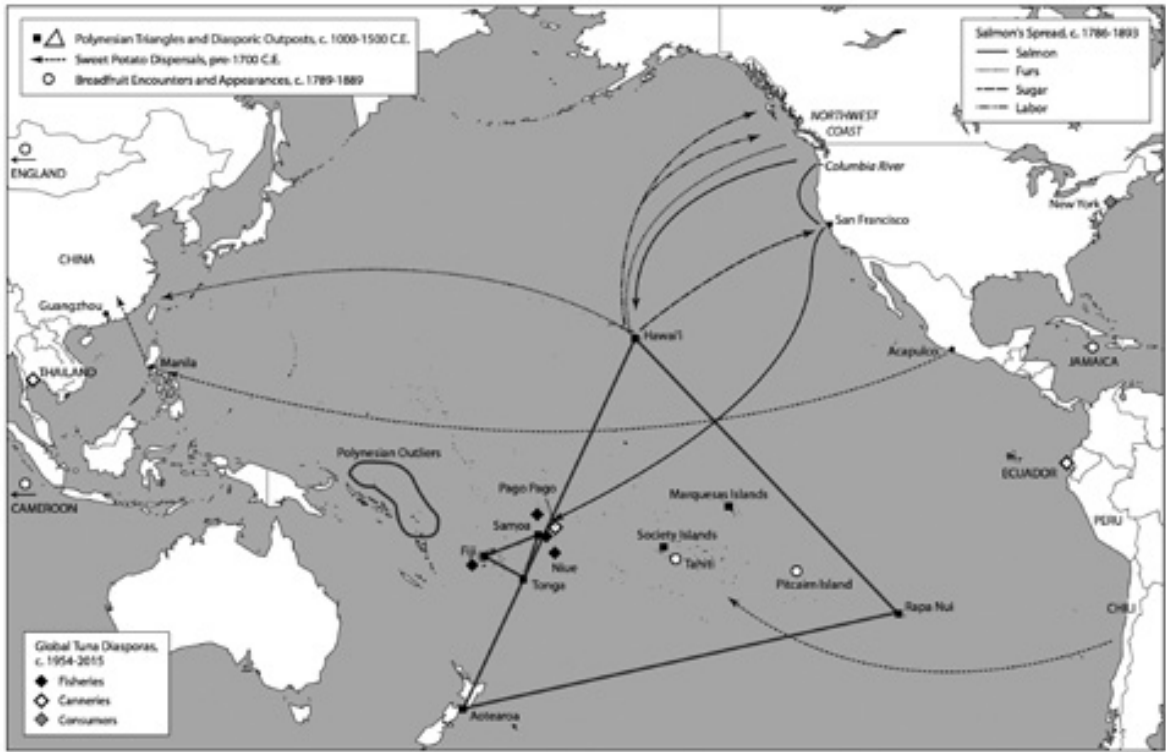 Polynesian Triangles and Diasporic Outposts, c. 1000-1500 C.E.
Sweet Potato Dispersals, pre-1700 C.E.
Breadfruit Encounters and Appearances, c. 1789-1889
Salmon's Spread, c. 1786-1893
Salmon
Furs
Sugar
Labor
NORTHWEST
COAST
ENGLAND
Columbia River
New York
San Francisco
CHINA
Guangzhou
Hawai'i
Manila
THAILAND
Acapulco
JAMAICA
Polynesian Outliers
ECUADOR
CAMEROON
Pago Pago
Marquesas Islands
PERU
Samoa
Society Islands
Fiji
Niue
Tahiti
Tonga
Pitcairn Island
Rapa Nui
CHILI
Global Tuna Diasporas,
c. 1954-2015
Fisheries
Canneries
Consumers
Aotearoa